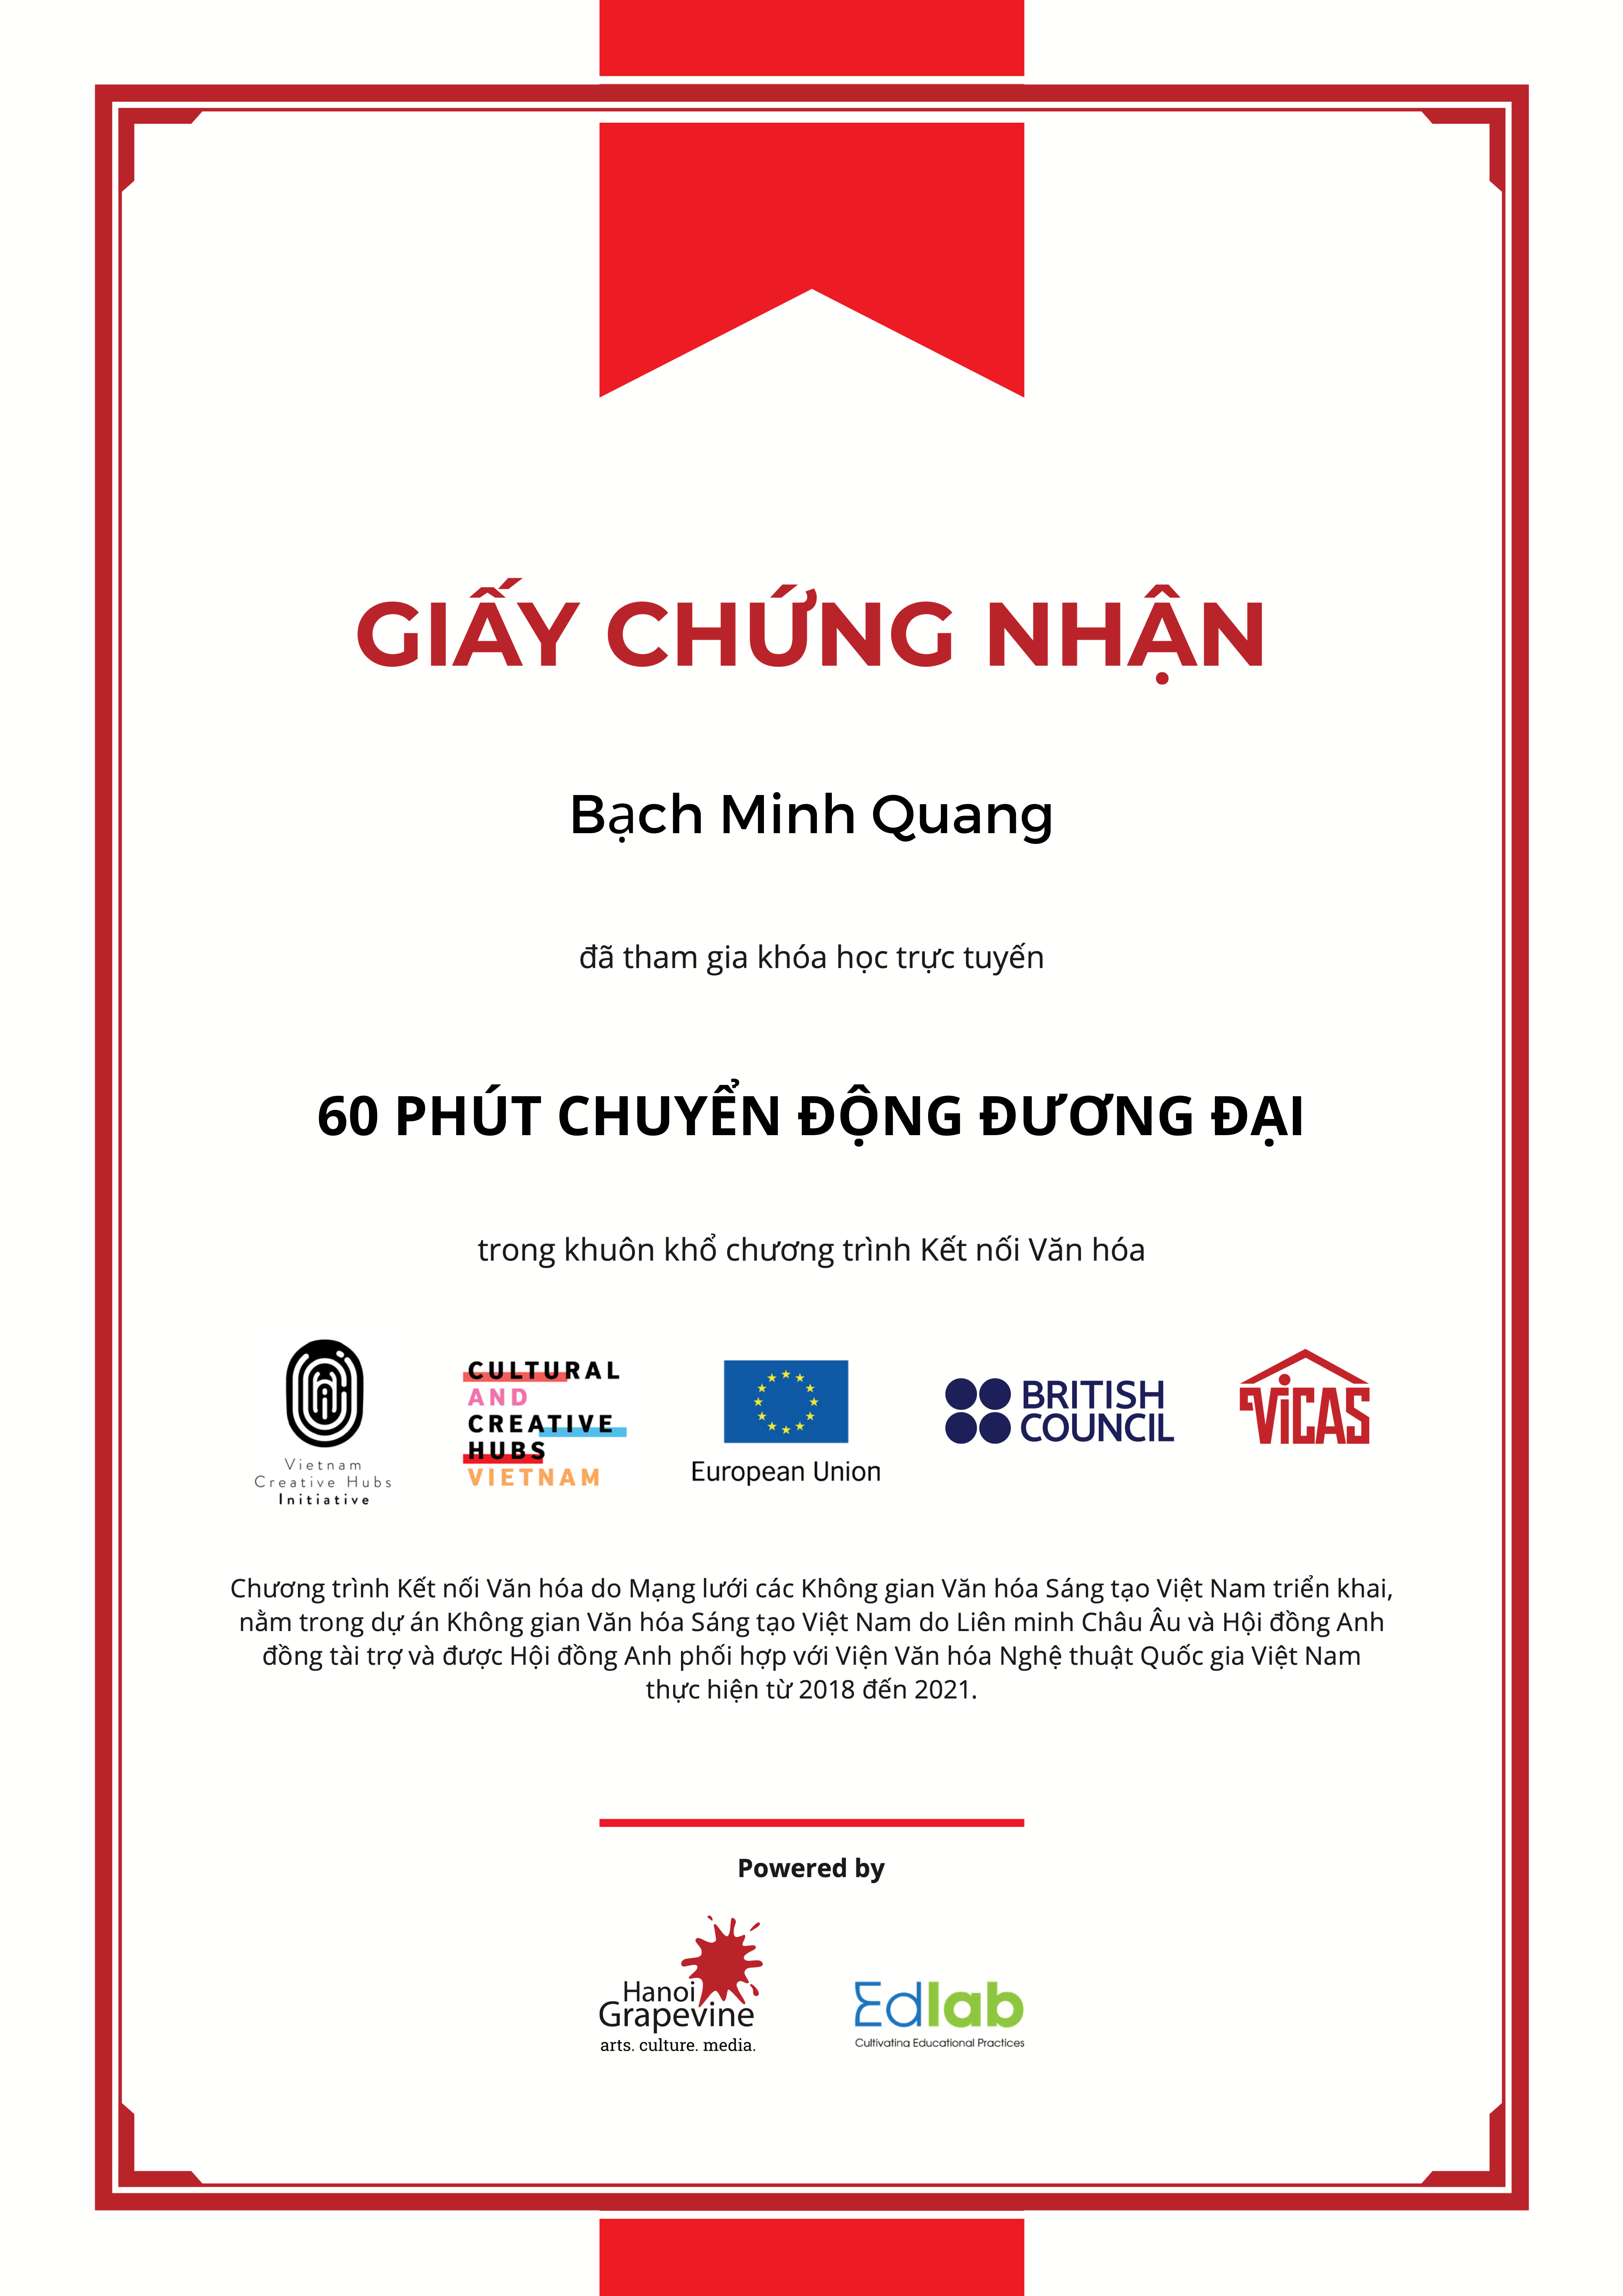 GIẤY CHỨNG NHẬN
Bạch Minh Quang
đã tham gia khóa học trực tuyến
60 PHÚT CHUYỂN ĐỘNG ĐƯƠNG ĐẠI
trong khuôn khổ chương trình Kết nối Văn hóa
Vietnam
Creative Hubs
Initiative
CULTURAL
AND
CREATIVE
HUBS
VIETNAM
European Union
BRITISH
COUNCIL
ViCAS
Chương trình Kết nối Văn hóa do Mạng lưới các Không gian Văn hóa Sáng tạo Việt Nam triển khai,
nằm trong dự án Không gian Văn hóa Sáng tạo Việt Nam do Liên minh Châu Âu và Hội đồng Anh
đồng tài trợ và được Hội đồng Anh phối hợp với Viện Văn hóa Nghệ thuật Quốc gia Việt Nam
thực hiện từ 2018 đến 2021.
Powered by
Hanoi
Grapevine
arts. culture. media.
Edlab
Cultivating Educational Practices